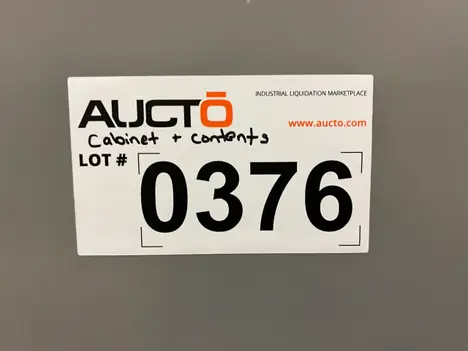 AUCTŌ
INDUSTRIAL LIQUIDATION MARKETPLACE
www.aucto.com
Cabinet + contents
LOT #
0376